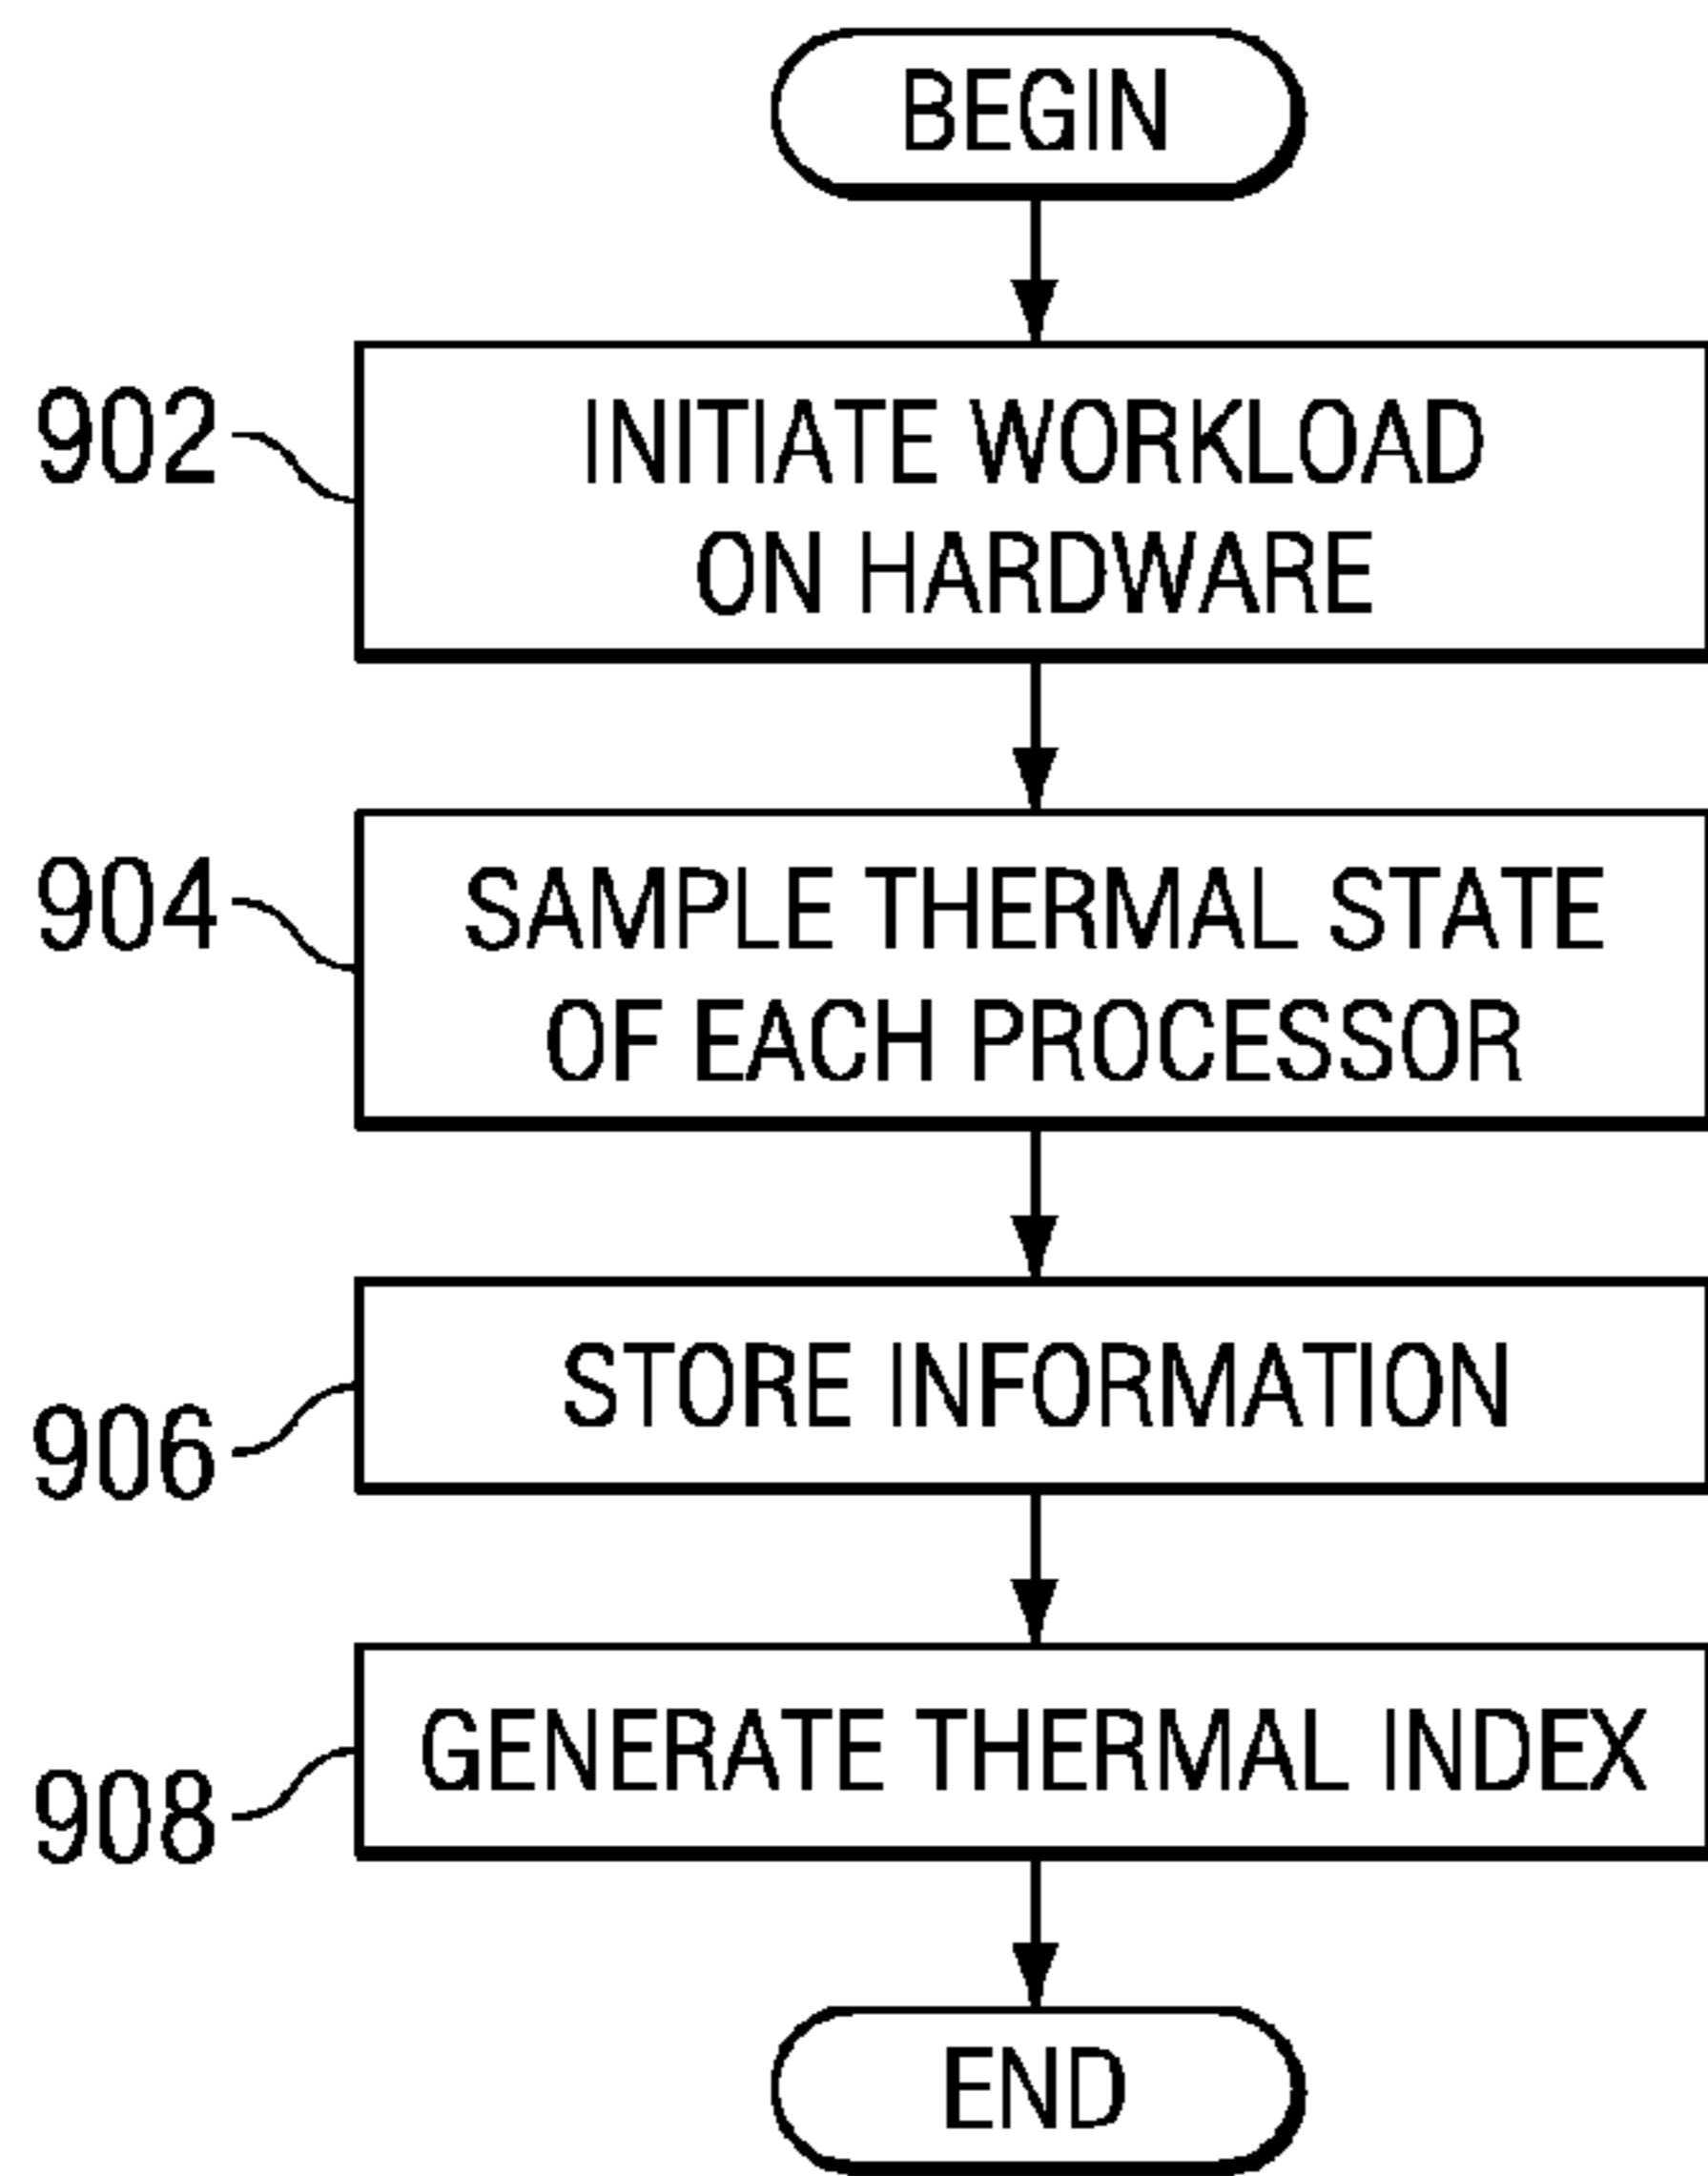 BEGIN
902
INITIATE WORKLOAD
ON HARDWARE
904
SAMPLE THERMAL STATE
OF EACH PROCESSOR
906
STORE INFORMATION
908
GENERATE THERMAL INDEX
END